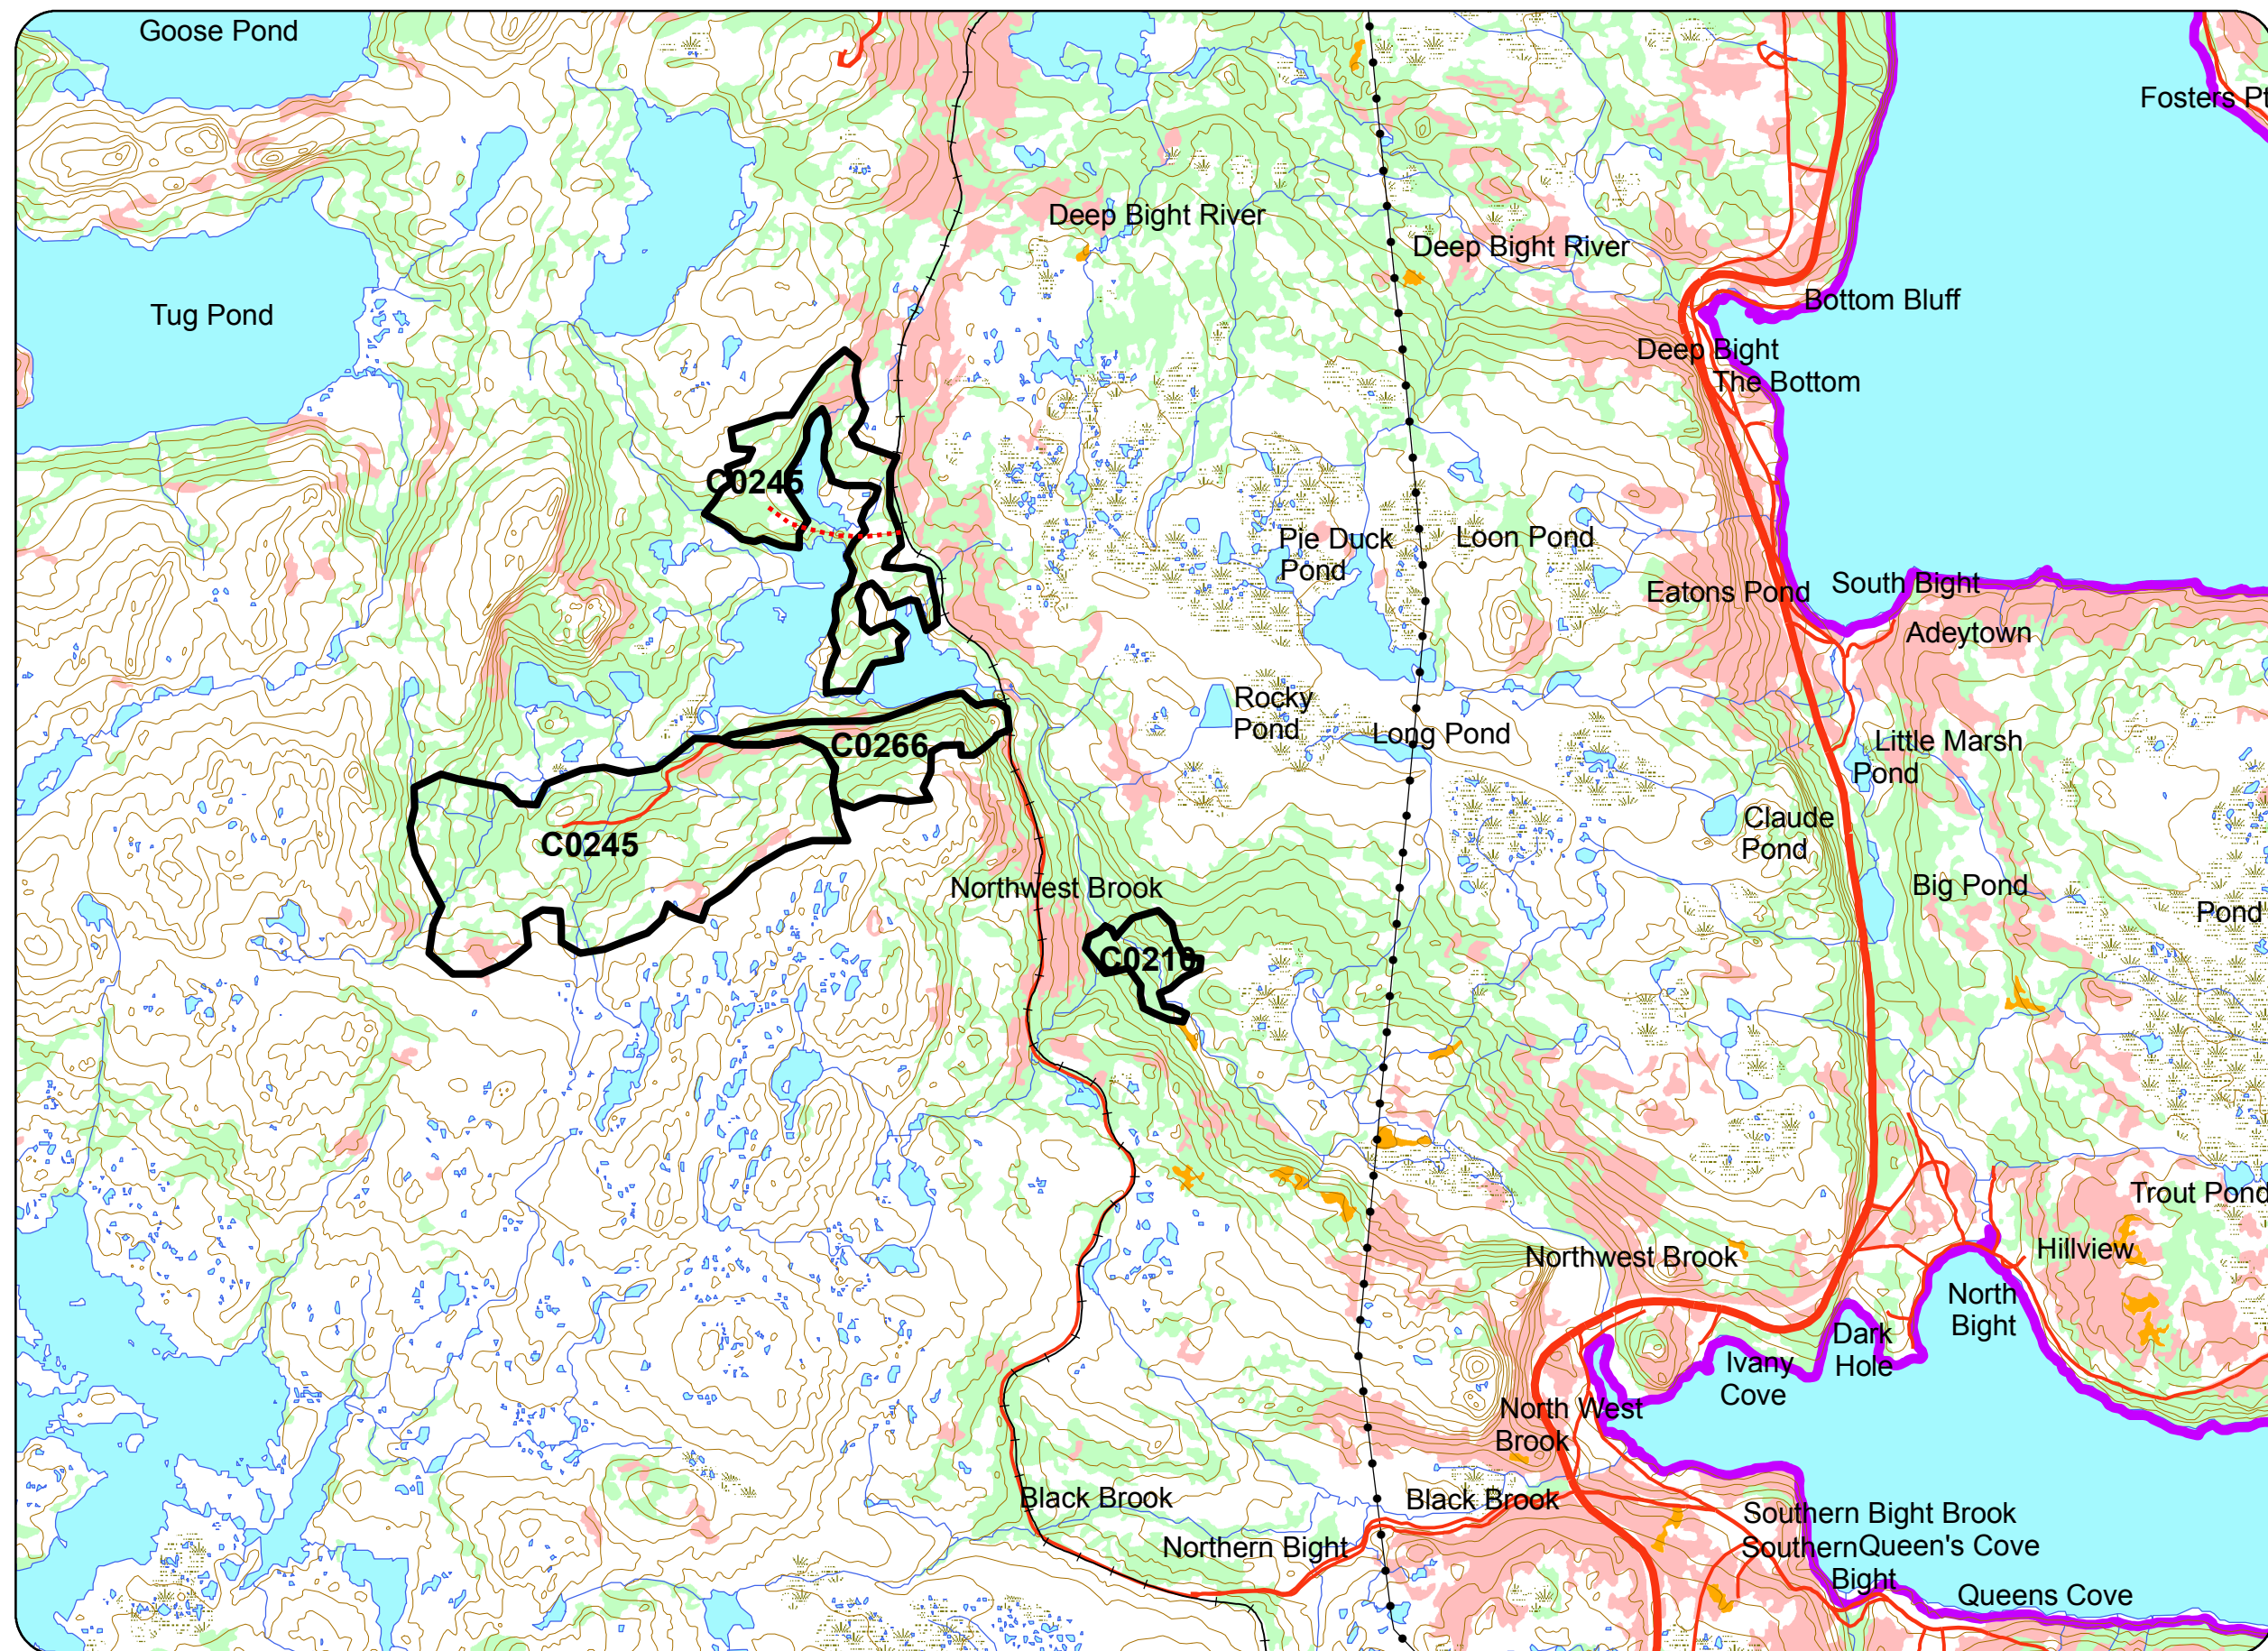 Goose Pond
Fosters Pt
Deep Bight River
Deep Bight River
Bottom Bluff
Tug Pond
Deep Bight
The Bottom
C0245
Pie Duck
Pond
Loon Pond
South Bight
Eatons Pond
Adeytown
Rocky
Pond
Long Pond
C0266
Little Marsh
Pond
Claude
Pond
C0245
Northwest Brook
Big Pond
Pond
C0210
Trout Pond
Northwest Brook
Hillview
North
Bight
Dark
Hole
Ivany
Cove
North West
Brook
Black Brook
Black Brook
Southern Bight Brook
Northern Bight
Southern
Bight
Queen's Cove
Queens Cove